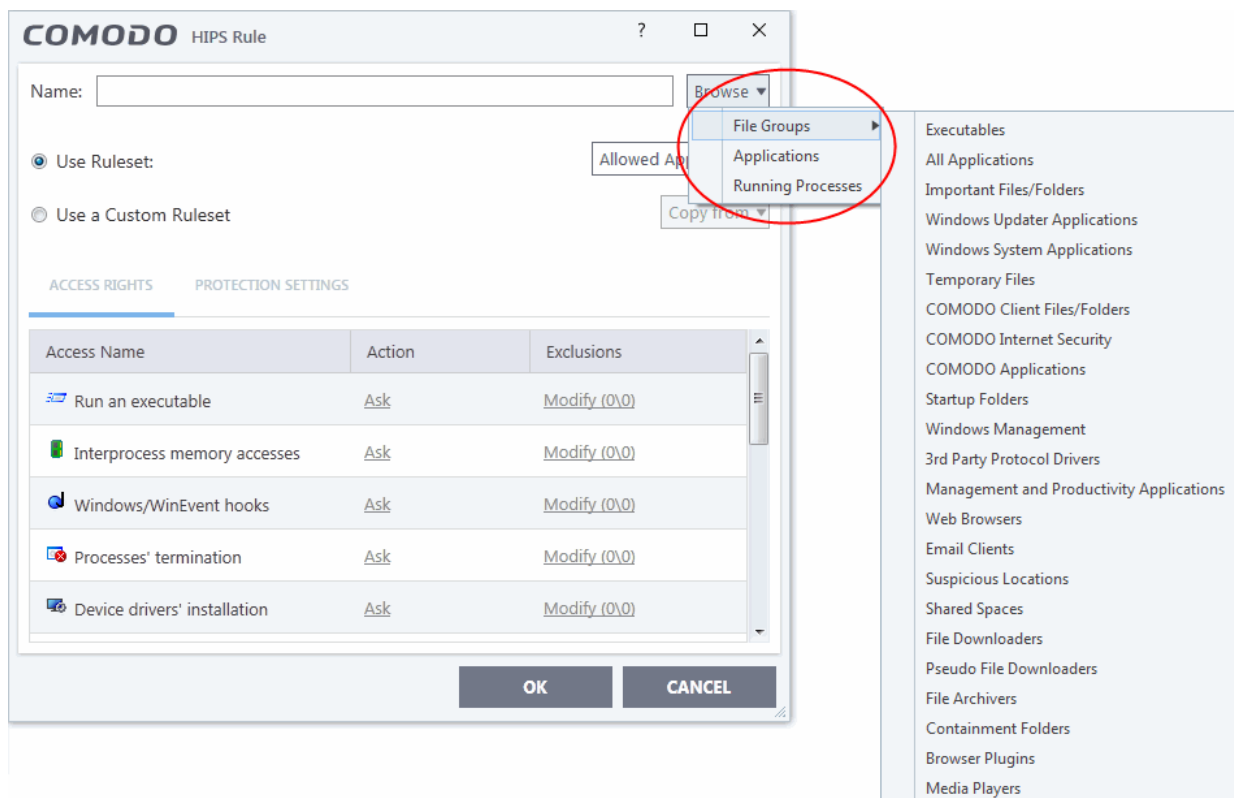 COMODO HIPS Rule ?
Name: Browse
File Groups
Applications
Running Processes
Use Ruleset: Allowed
Use a Custom Ruleset Copy from
ACCESS RIGHTS PROTECTION SETTINGS
Access Name Action Exclusions
Run an executable Ask Modify (0\0)
Interprocess memory accesses Ask Modify (0\0)
Windows/WinEvent hooks Ask Modify (0\0)
Processes' termination Ask Modify (0\0)
Device drivers' installation Ask Modify (0\0)
OK CANCEL
Executables
All Applications
Important Files/Folders
Windows Updater Applications
Windows System Applications
Temporary Files
COMODO Client Files/Folders
COMODO Internet Security
COMODO Applications
Startup Folders
Windows Management
3rd Party Protocol Drivers
Management and Productivity Applications
Web Browsers
Email Clients
Suspicious Locations
Shared Spaces
File Downloaders
Pseudo File Downloaders
File Archivers
Containment Folders
Browser Plugins
Media Players